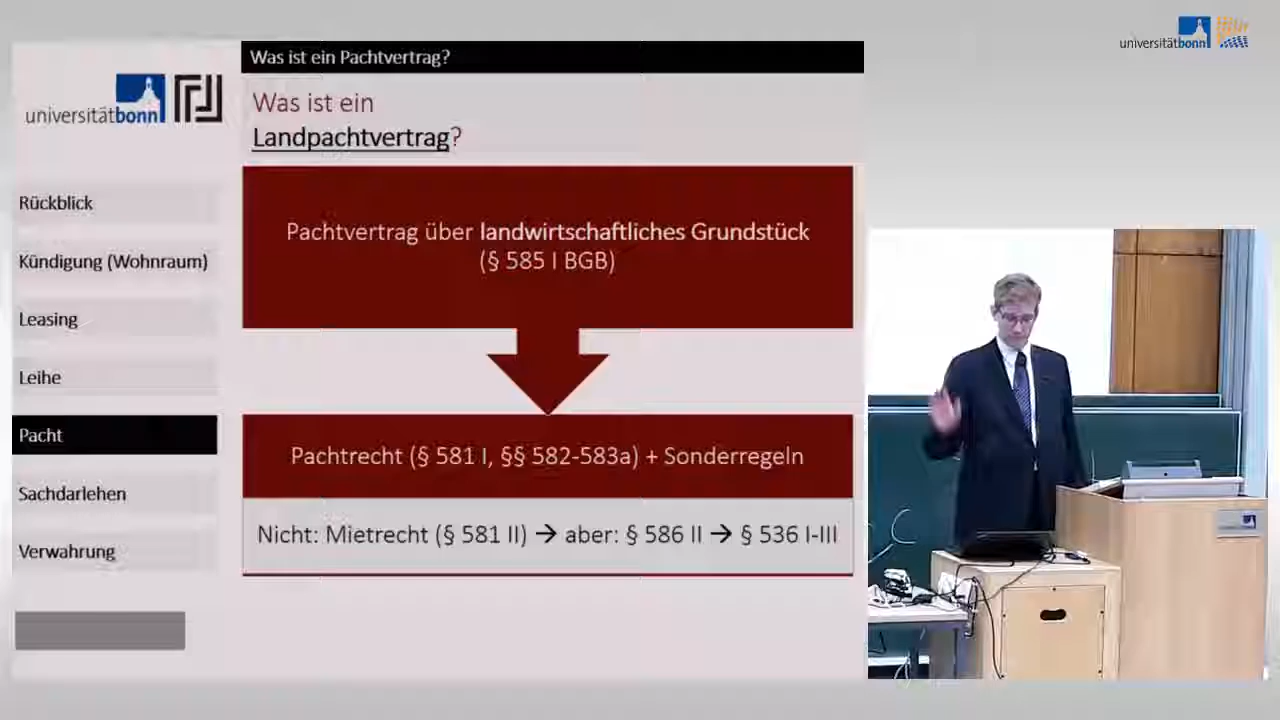 universitätbonn
Was ist ein Pachtvertrag?
universitätbonn
Was ist ein
Landpachtvertrag?
Rückblick
Kündigung (Wohnraum)
Leasing
Leihe
Pacht
Sachdarlehen
Verwahrung
Pachtvertrag über landwirtschaftliches Grundstück
(§ 585 I BGB)
Pachtrecht (§ 581 I, §§ 582-583a) + Sonderregeln
Nicht: Mietrecht (§ 581 II) → aber: § 586 II → § 536 I-III